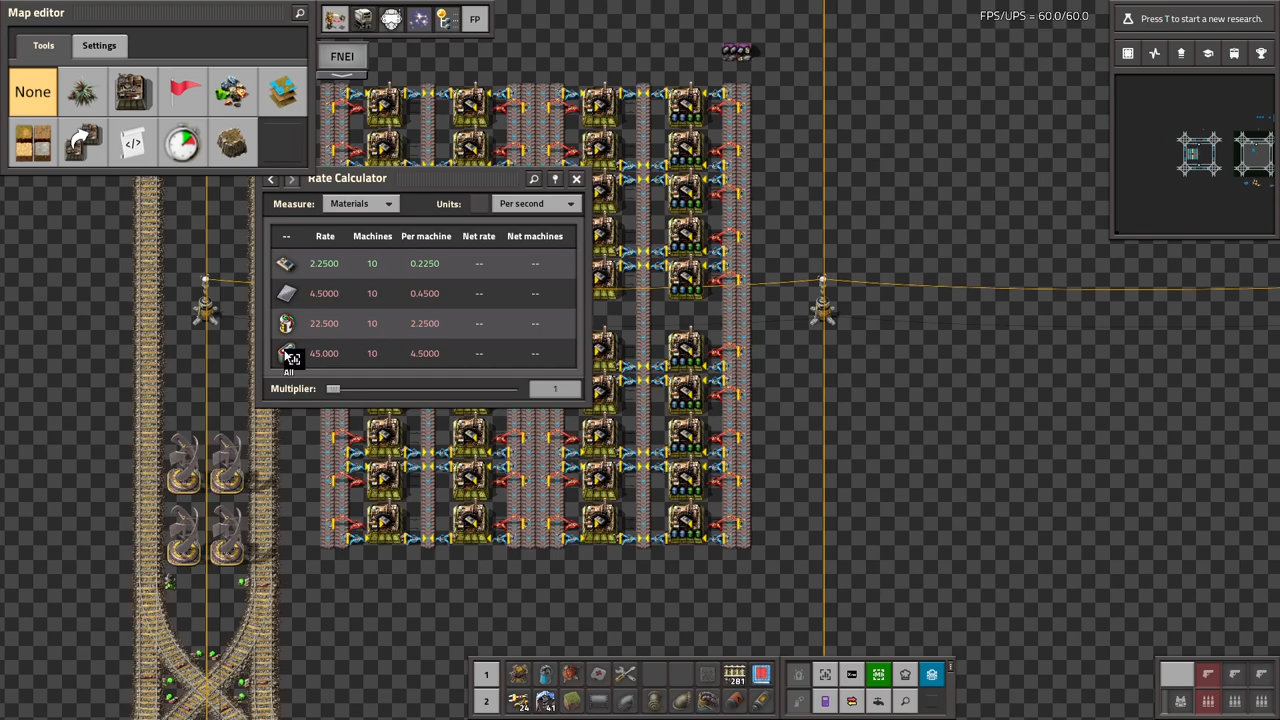 Map editor
FP
FPS/UPS = 60.0/60.0
Press T to start a new research.
Tools
Settings
FNEI
None
</>
Rate Calculator
Measure:
Materials
Units:
Per second
--
Rate
Machines
Per machine
Net rate
Net machines
2.2500
10
0.2250
--
--
4.5000
10
0.4500
--
--
22.500
10
2.2500
--
--
45.000
10
4.5000
--
--
All
Multiplier:
1
1
281
2
24
41